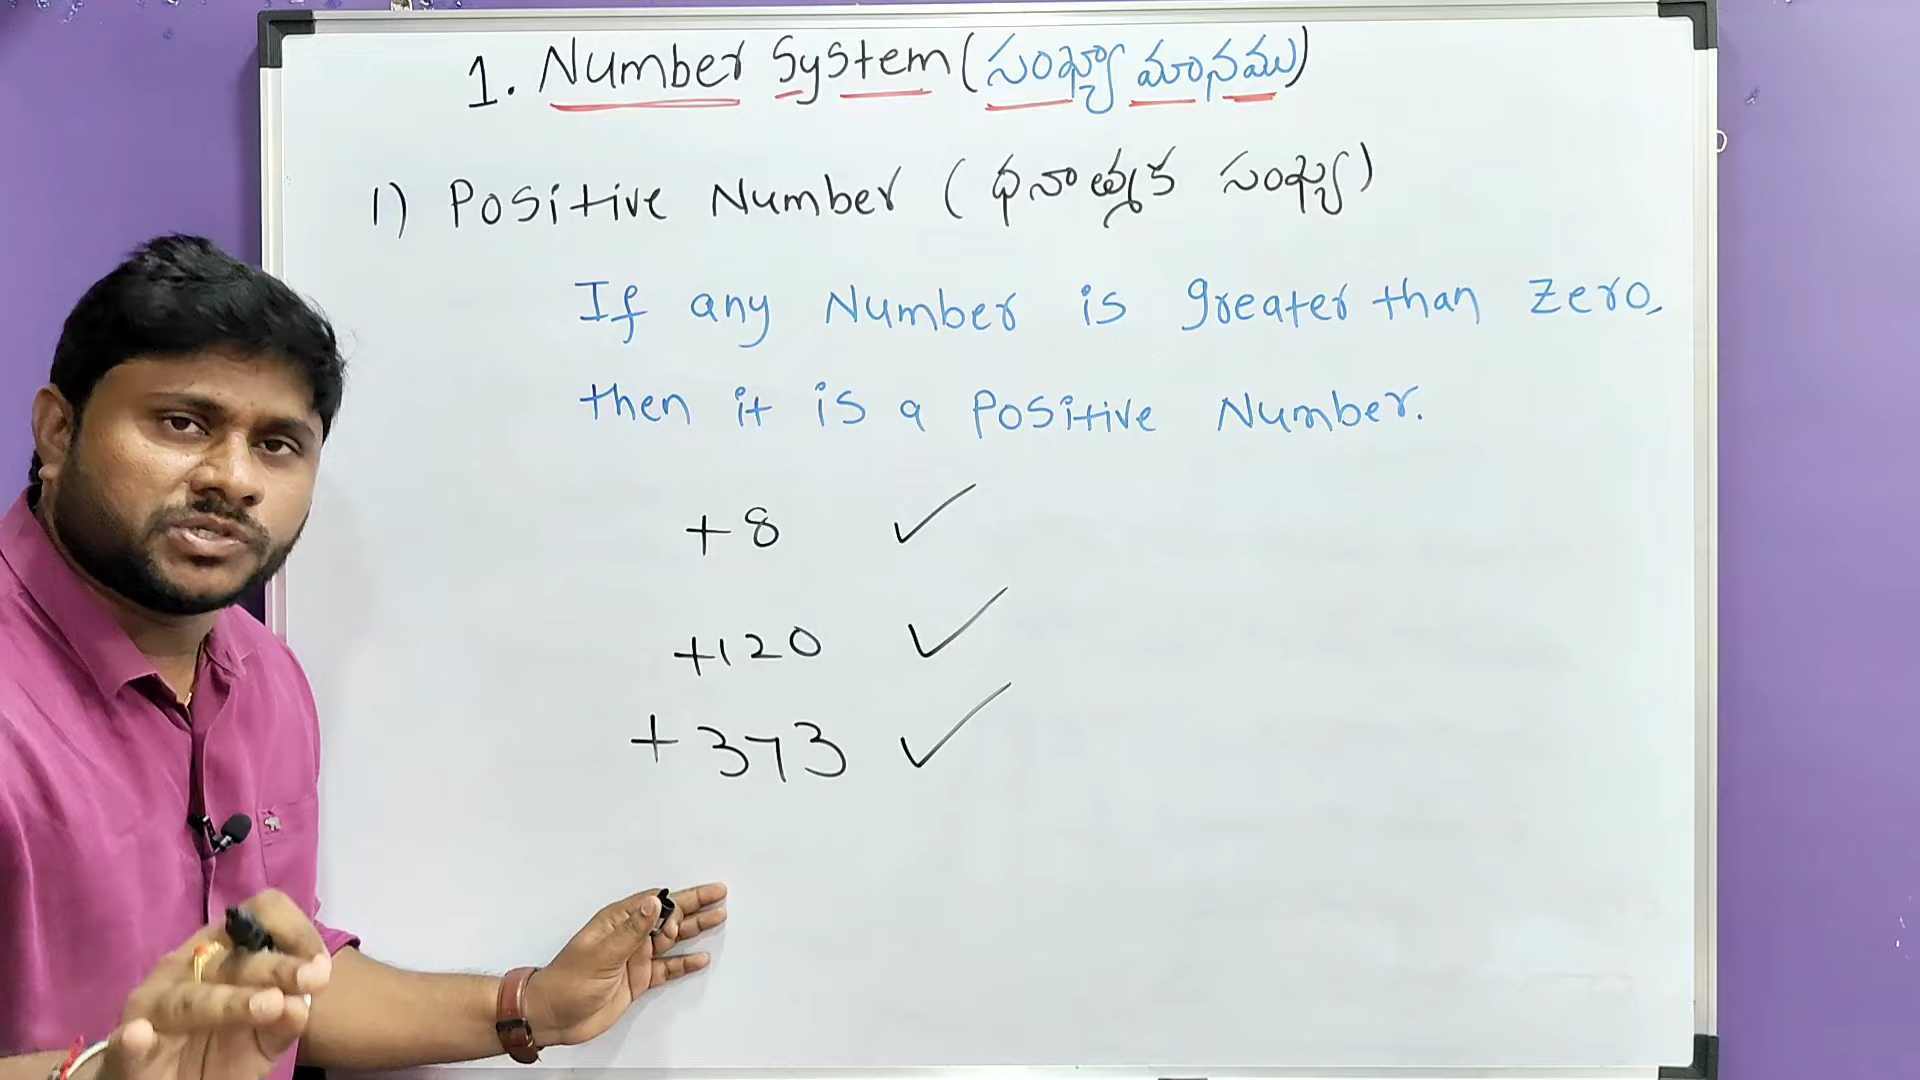 1. Number System (సంఖ్యా మానము)
1) Positive Number (ధనాత్మక సంఖ్య)
If any Number is greater than zero,
then it is a Positive Number.
+8 ✓
+120 ✓
+373 ✓